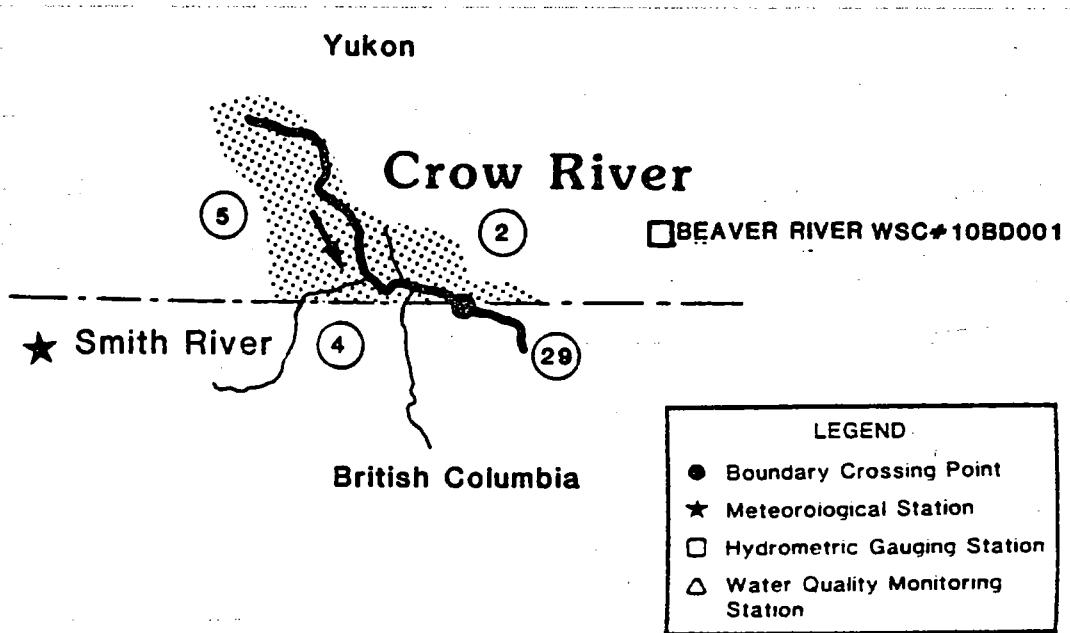 Yukon
Crow River
5
2
BEAVER RIVER WSC# 10BD001
Smith River
4
29
British Columbia
LEGEND
Boundary Crossing Point
Meteorological Station
Hydrometric Gauging Station
Water Quality Monitoring
Station